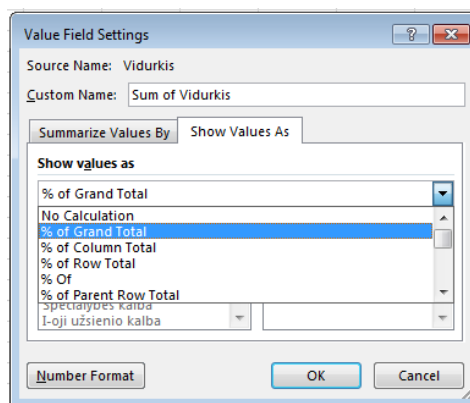 Value Field Settings
Source Name: Vidurkis
Custom Name: Sum of Vidurkis
Summarize Values By Show Values As
Show values as
% of Grand Total
No Calculation
% of Grand Total
% of Column Total
% of Row Total
% Of
% of Parent Row Total
Specialybės kalba
I-oji užsienio kalba
Number Format OK Cancel